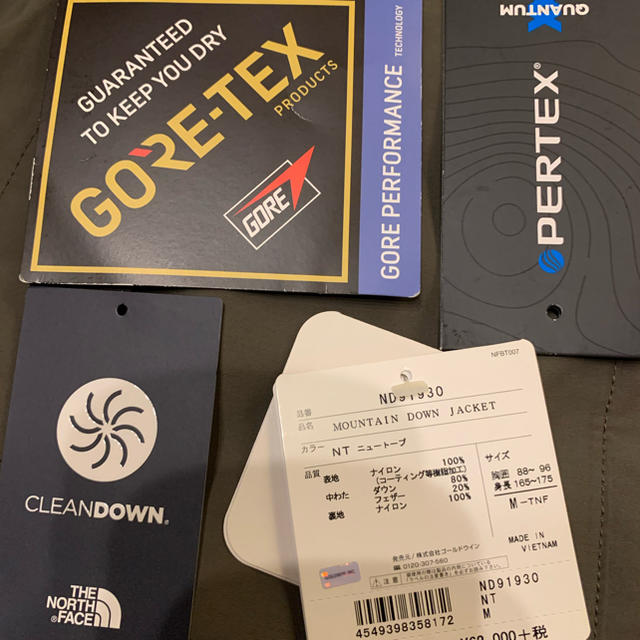 GUARANTEED
TO KEEP YOU DRY
GORE-TEX
PRODUCTS
GORE
GORE PERFORMANCE
TECHNOLOGY
QUANTUM
PERTEX®
CLEANDOWN®
THE
NORTH
FACE
NFBT007
品番 ND91930
品名 MOUNTAIN DOWN JACKET
カラー NT ニュートープ
品質
表地 ナイロン 100%
(コーティング等樹脂加工)
中わた ダウン 80%
フェザー 20%
裏地 ナイロン 100%
サイズ
胸囲 88~ 96
身長 165~175
M-TNF
MADE IN
VIETNAM
発売元/株式会社ゴールドウイン
0120-307-560
注意
ND91930
NT
M
4549398358172
,000+税